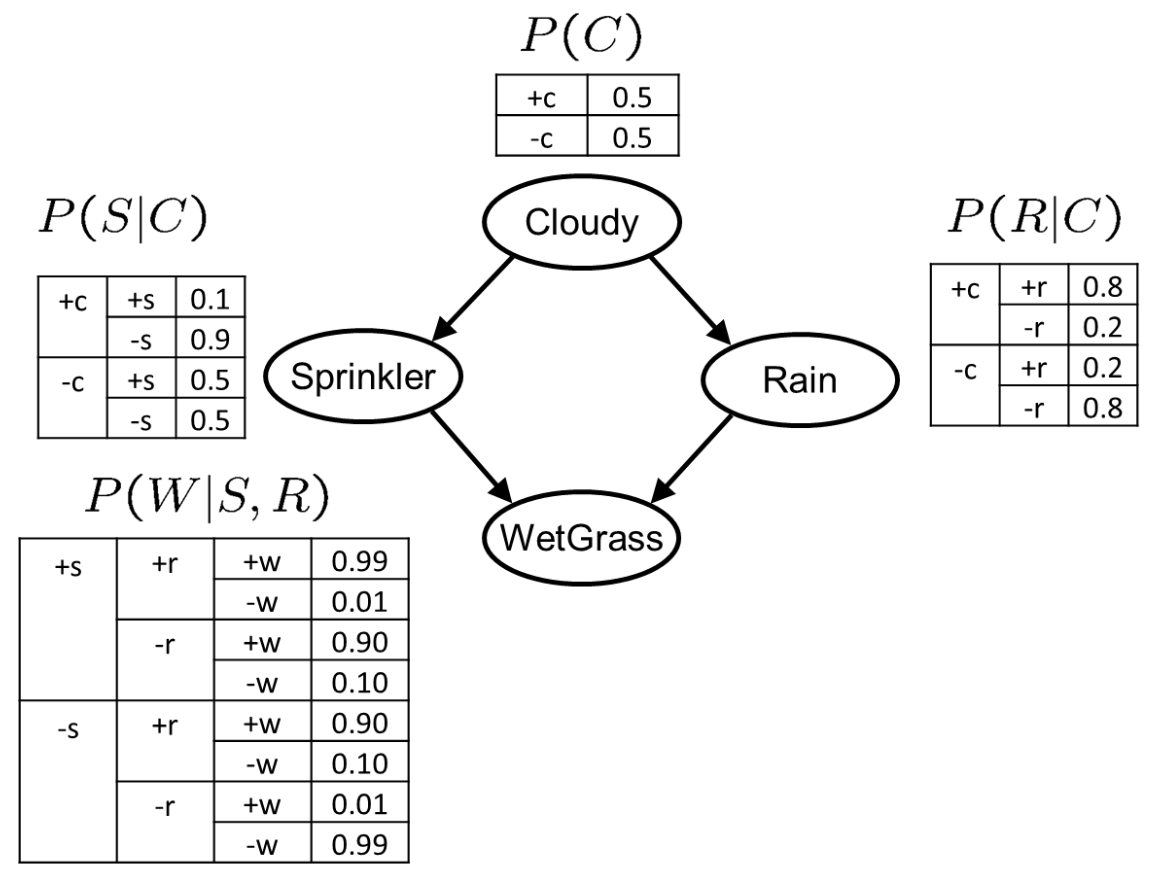 P(C)
+c 0.5
-c 0.5
Cloudy
P(S|C)
+c +s 0.1
-s 0.9
-c +s 0.5
-s 0.5
P(R|C)
+c +r 0.8
-r 0.2
-c +r 0.2
-r 0.8
Sprinkler
Rain
P(W|S, R)
+s +r +w 0.99
-w 0.01
-r +w 0.90
-w 0.10
-s +r +w 0.90
-w 0.10
-r +w 0.01
-w 0.99
WetGrass